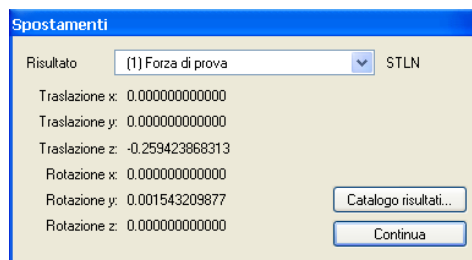 Spostamenti
Risultato (1) Forza di prova STLN
Traslazione x: 0.000000000000
Traslazione y: 0.000000000000
Traslazione z: -0.259423868313
Rotazione x: 0.000000000000
Rotazione y: 0.001543209877 Catalogo risultati...
Rotazione z: 0.000000000000 Continua